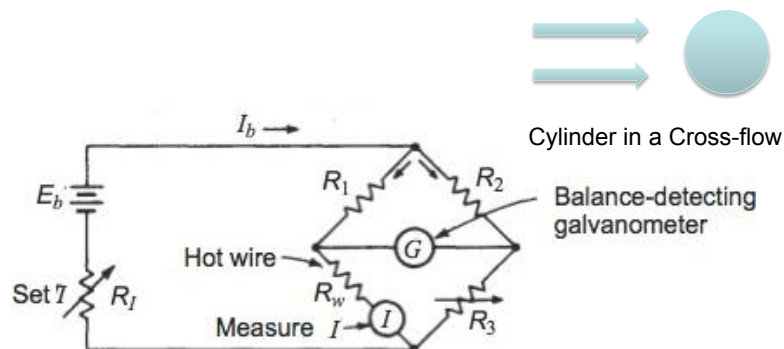 Cylinder in a Cross-flow
I_b
R_1
R_2
Balance-detecting
galvanometer
E_b
G
Hot wire
Set I
R_I
R_w
I
R_3
Measure I